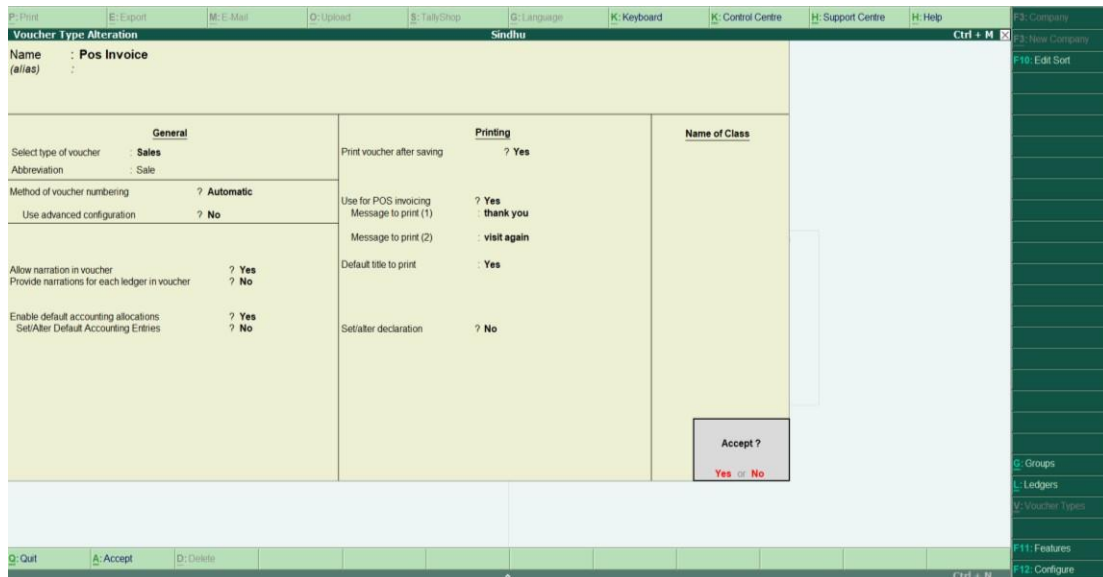 P: Print E: Export M: E-Mail O: Upload S: TallyShop G: Language K: Keyboard K: Control Centre H: Support Centre H: Help F3: Company
Voucher Type Alteration Sindhu Ctrl + M
F3: New Company
Name : Pos Invoice
F10: Edit Sort
(alias) :
General Printing Name of Class
Select type of voucher : Sales Print voucher after saving ? Yes
Abbreviation : Sale
Method of voucher numbering ? Automatic
Use for POS invoicing ? Yes
Use advanced configuration ? No Message to print (1) : thank you
Message to print (2) : visit again
Allow narration in voucher ? Yes Default title to print : Yes
Provide narrations for each ledger in voucher ? No
Enable default accounting allocations ? Yes
Set/Alter Default Accounting Entries ? No Set/alter declaration ? No
Accept ?
Yes or No
G: Groups
L: Ledgers
V: Voucher Types
F11: Features
Q: Quit A: Accept D: Delete
F12: Configure
Ctrl + N